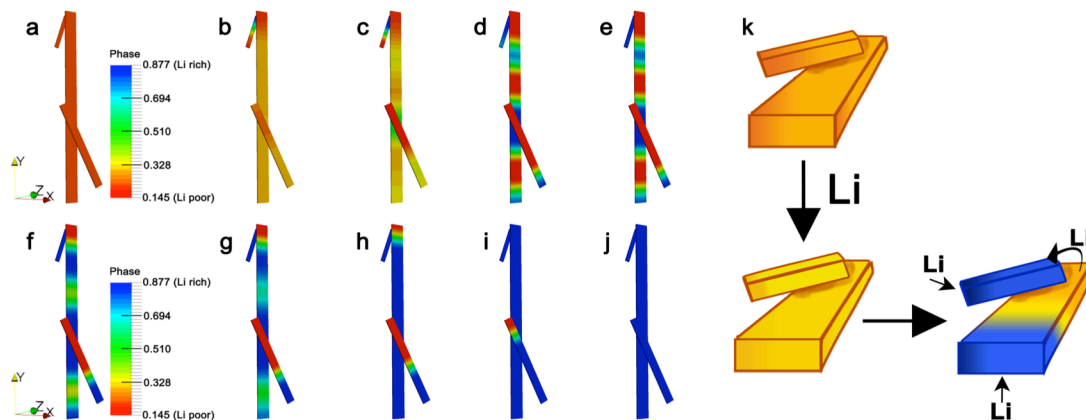 a
b
c
d
e
k
Phase
0.877 (Li rich)
0.694
0.510
0.328
0.145 (Li poor)
Y
Z
X
Li
f
g
h
i
j
Phase
0.877 (Li rich)
0.694
0.510
0.328
0.145 (Li poor)
Y
Z
X
Li
Li
Li